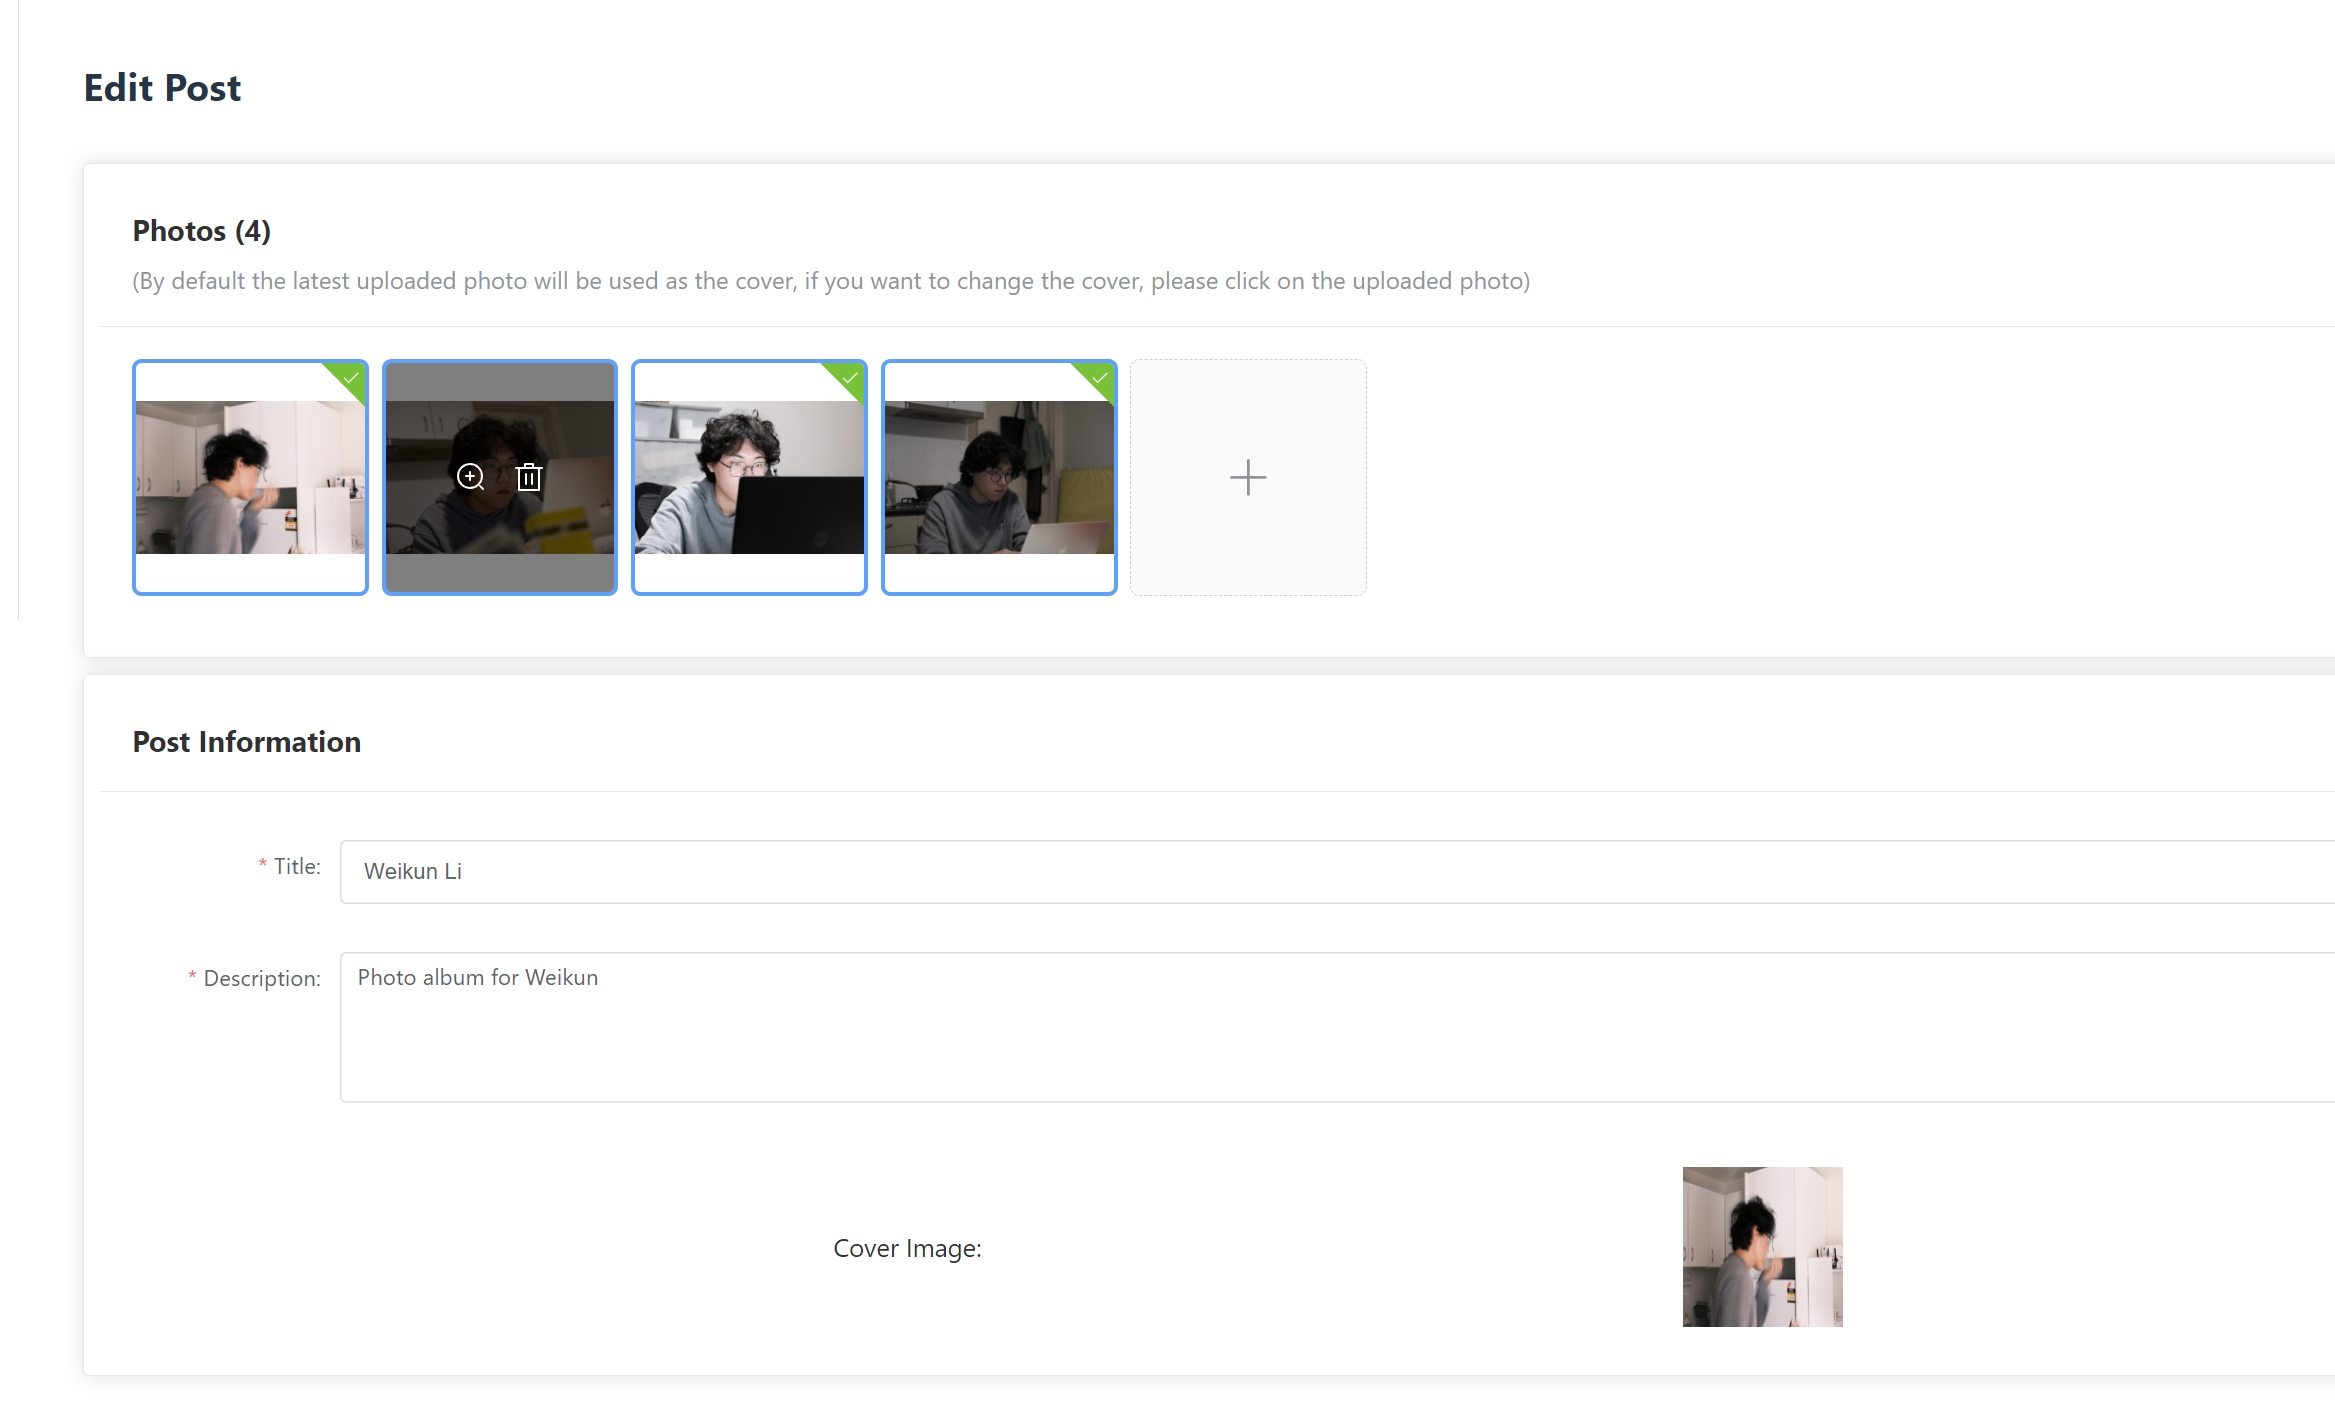 Edit Post
Photos (4)
(By default the latest uploaded photo will be used as the cover, if you want to change the cover, please click on the uploaded photo)
Post Information
* Title:
Weikun Li
* Description:
Photo album for Weikun
Cover Image: